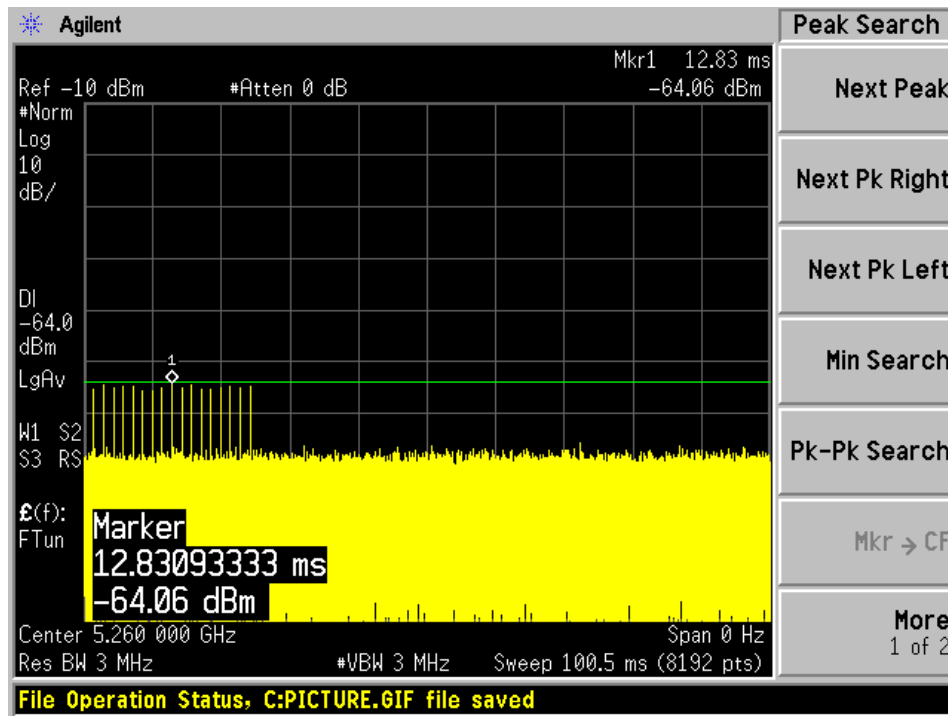 Agilent
Peak Search
Mkr1 12.83 ms
Ref -10 dBm #Atten 0 dB -64.06 dBm
Next Peak
#Norm
Log
10
dB/
Next Pk Right
Next Pk Left
DI
-64.0
dBm
LgAv
1
Min Search
W1 S2
S3 RS
Pk-Pk Search
£(f):
FTun
Marker
12.83093333 ms
-64.06 dBm
Mkr → CF
Center 5.260 000 GHz Span 0 Hz
Res BW 3 MHz #VBW 3 MHz Sweep 100.5 ms (8192 pts)
More
1 of 2
File Operation Status, C:PICTURE.GIF file saved